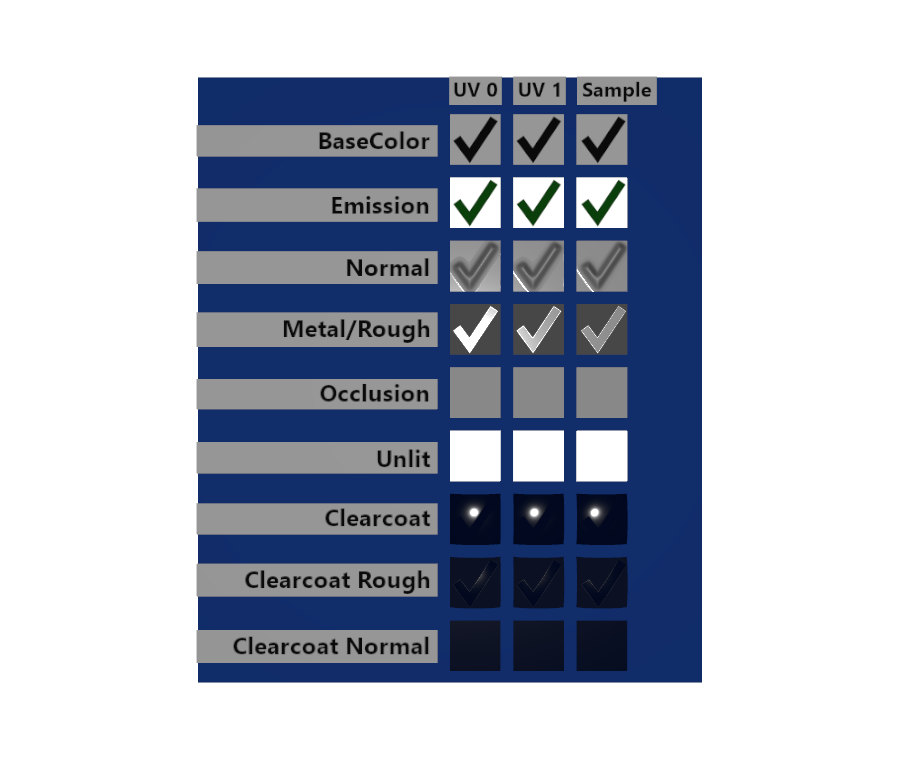 UV 0 UV 1 Sample
BaseColor
Emission
Normal
Metal/Rough
Occlusion
Unlit
Clearcoat
Clearcoat Rough
Clearcoat Normal